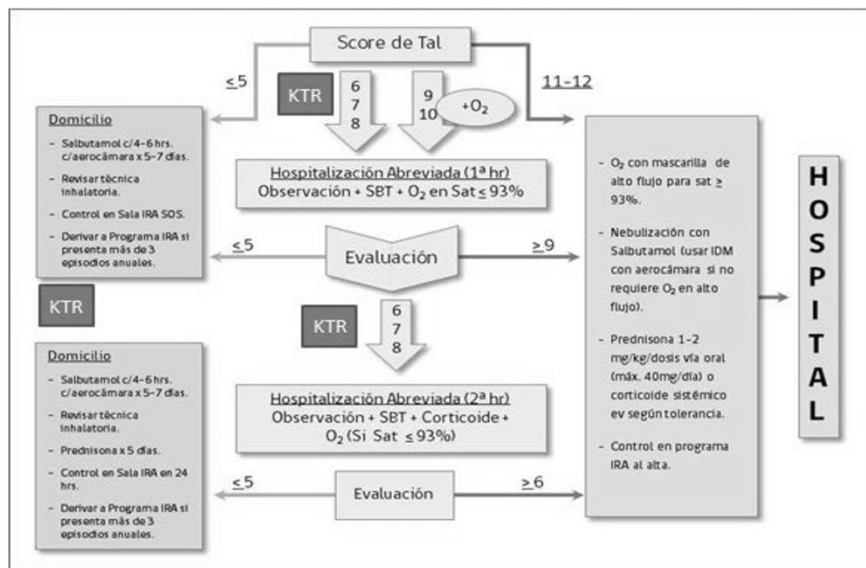 Score de Tal
≤5
KTR
6
7
8
9
10
+O₂
11-12
Domicilio
- Salbutamol c/4-6 hrs.
c/aerocámara x 5-7 días.
- Revisar técnica
inhalatoria.
- Control en Sala IRA SOS.
- Derivar a Programa IRA si
presenta más de 3
episodios anuales.
Hospitalización Abreviada (1ª hr)
Observación + SBT + O₂ en Sat ≤ 93%
≤5
Evaluación
≥9
KTR
KTR
6
7
8
Domicilio
- Salbutamol c/4-6 hrs.
c/aerocámara x 5-7 días.
- Revisar técnica
inhalatoria.
- Prednisona x 5 días.
- Control en Sala IRA en 24
hrs.
- Derivar a Programa IRA si
presenta más de 3
episodios anuales.
Hospitalización Abreviada (2ª hr)
Observación + SBT + Corticoide +
O₂ (Si Sat ≤ 93%)
≤5
Evaluación
≥6
- O₂ con mascarilla de
alto flujo para sat ≥
93%.
- Nebulización con
Salbutamol (usar IDM
con aerocámara si no
requiere O₂ en alto
flujo).
- Prednisona 1-2
mg/kg/dosis vía oral
(máx. 40mg/día) o
corticoide sistémico
ev según tolerancia.
- Control en programa
IRA al alta.
HOSPITAL